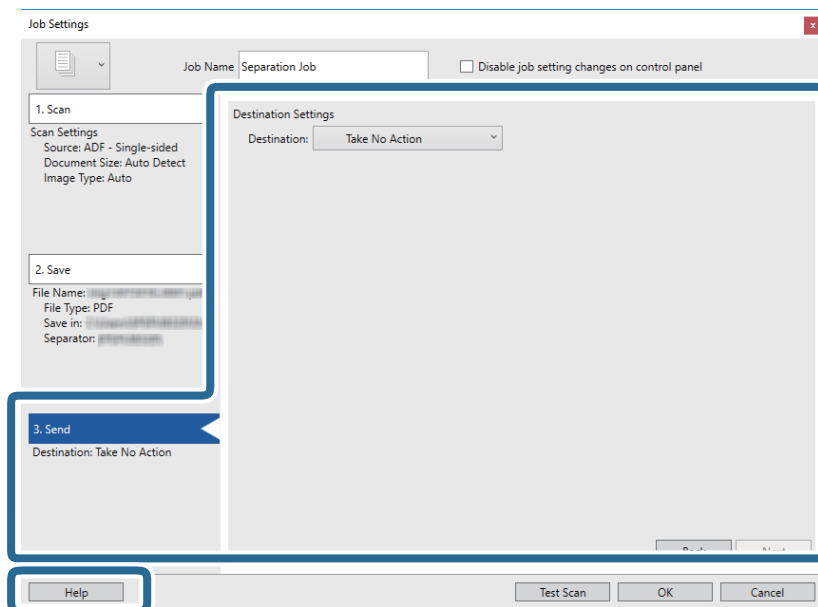 Job Settings
x
Job Name Separation Job Disable job setting changes on control panel
1. Scan
Scan Settings
Source: ADF - Single-sided
Document Size: Auto Detect
Image Type: Auto
2. Save
File Name:
File Type: PDF
Save in:
Separator:
3. Send
Destination: Take No Action
Destination Settings
Destination: Take No Action
Back Next
Help Test Scan OK Cancel